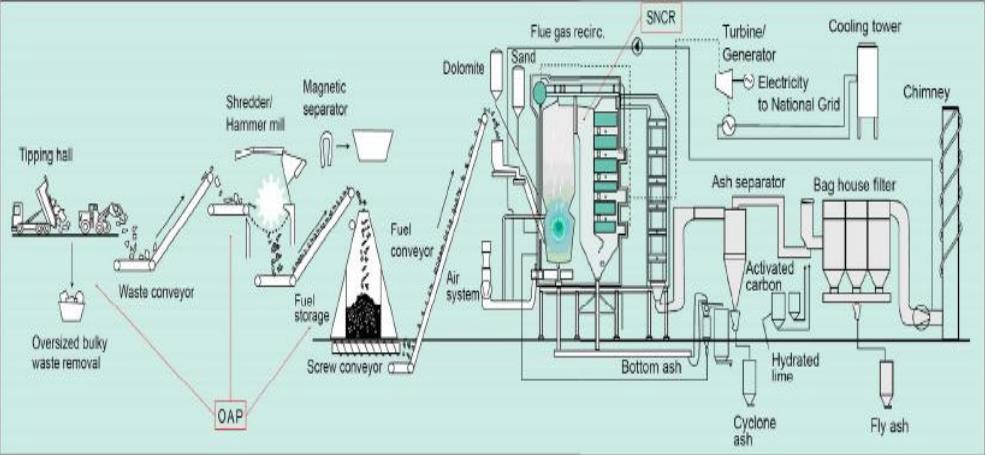 SNCR
Flue gas recirc.
Turbine/
Generator
Cooling tower
Dolomite
Sand
Electricity
to National Grid
Chimney
Magnetic
separator
Shredder/
Hammer mill
Tipping hall
Ash separator
Bag house filter
Fuel
conveyor
Waste conveyor
Air
system
Activated
carbon
Fuel
storage
Oversized bulky
waste removal
Screw conveyor
Bottom ash
Hydrated
lime
OAP
Cyclone
ash
Fly ash